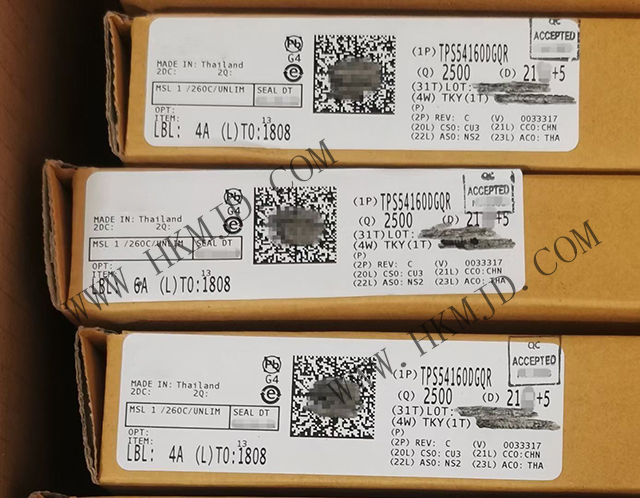 QC
ACCEPTED
Pb
G4
e
MADE IN: Thailand
2DC: 2Q:
MSL 1 /260C/UNLIM SEAL DT
OPT:
ITEM: 13
LBL: 4A (L)TO:1808
(1P) TPS54160DGQR
(Q) 2500 (D) 21 +5
(31T)LOT:
(4W) TKY(1T)
(P)
(2P) REV: C (V) 0033317
(20L) CSO: CU3 (21L) CCO:CHN
(22L) ASO: NS2 (23L) ACO: THA
QC
ACCEPTED
Pb
G4
e
MADE IN: Thailand
2DC: 2Q:
MSL 1 /260C/UNLIM SEAL DT
OPT:
ITEM: 13
LBL: 6A (L)TO:1808
(1P) TPS54160DGQR
(Q) 2500 (D) 21 +5
(31T)LOT:
(4W) TKY(1T)
(P)
(2P) REV: C (V) 0033317
(20L) CSO: CU3 (21L) CCO:CHN
(22L) ASO: NS2 (23L) ACO: THA
WWW.HKMJD.COM
WWW.HKMJD.COM
QC
ACCEPTED
Pb
G4
e
MADE IN: Thailand
2DC: 2Q:
MSL 1 /260C/UNLIM SEAL DT
OPT:
ITEM: 13
LBL: 4A (L)TO:1808
(1P) TPS54160DGQR
(Q) 2500 (D) 21 +5
(31T)LOT:
(4W) TKY(1T)
(P)
(2P) REV: C (V) 0033317
(20L) CSO: CU3 (21L) CCO:CHN
(22L) ASO: NS2 (23L) ACO: THA